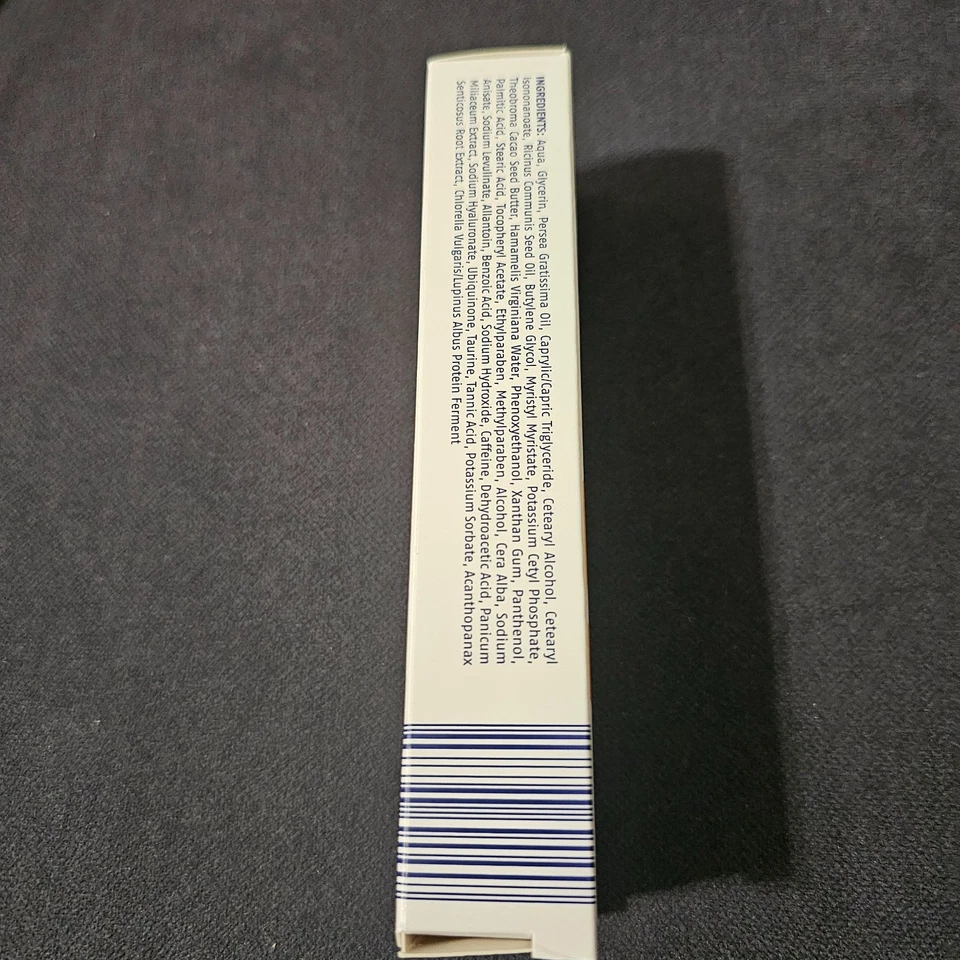 INGREDIENTS: Aqua, Glycerin, Persea Gratissima Oil, Caprylic/Capric Triglyceride, Cetearyl Alcohol, Cetearyl
Isononanoate, Ricinus Communis Seed Oil, Butylene Glycol, Myristyl Myristate, Potassium Cetyl Phosphate,
Theobroma Cacao Seed Butter, Hamamelis Virginiana Water, Phenoxyethanol, Xanthan Gum, Panthenol,
Palmitic Acid, Stearic Acid, Tocopheryl Acetate, Ethylparaben, Methylparaben, Alcohol, Cera Alba, Sodium
Anisate, Sodium Levulinate, Allantoin, Benzoic Acid, Sodium Hydroxide, Caffeine, Dehydroacetic Acid, Panicum
Miliaceum Extract, Sodium Hyaluronate, Ubiquinone, Taurine, Tannic Acid, Potassium Sorbate, Acanthopanax
Senticosus Root Extract, Chlorella Vulgaris/Lupinus Albus Protein Ferment